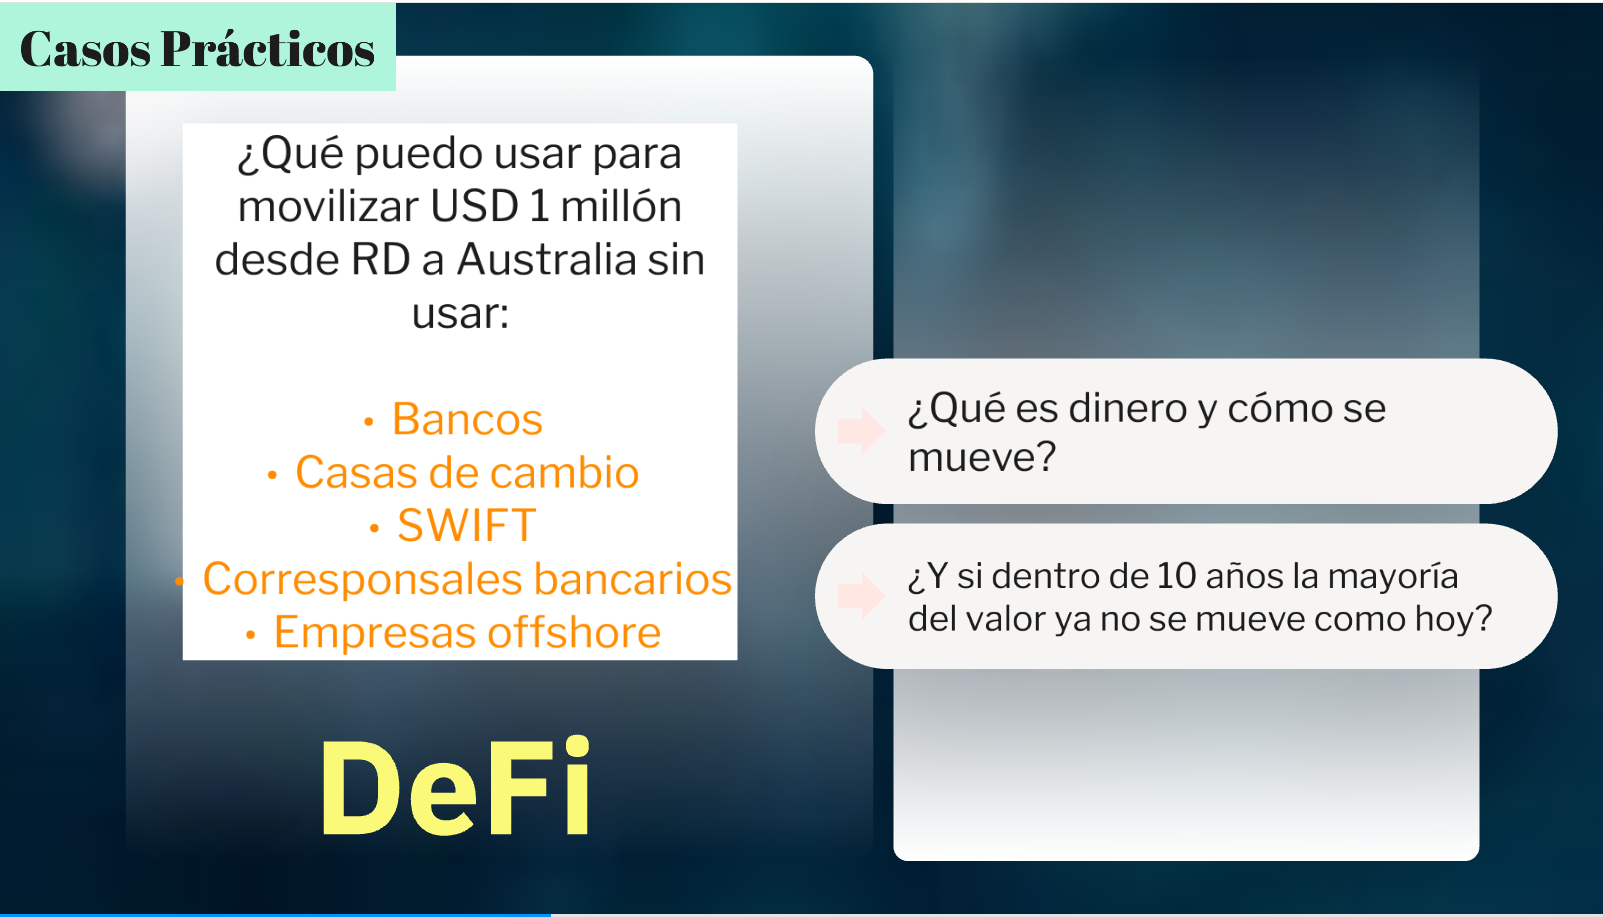 Casos Prácticos
¿Qué puedo usar para
movilizar USD 1 millón
desde RD a Australia sin
usar:
• Bancos
• Casas de cambio
• SWIFT
• Corresponsales bancarios
• Empresas offshore
DeFi
¿Qué es dinero y cómo se
mueve?
¿Y si dentro de 10 años la mayoría
del valor ya no se mueve como hoy?